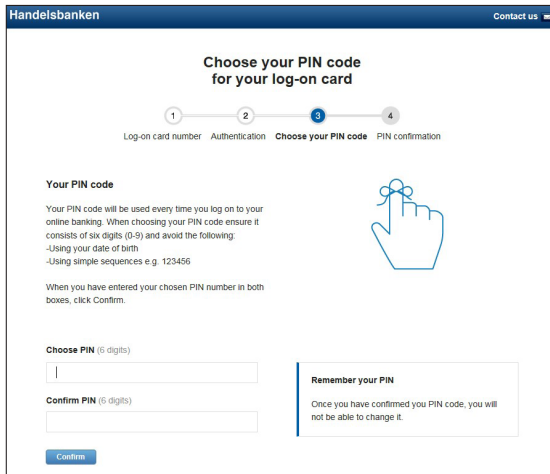 Handelsbanken
Contact us
Choose your PIN code
for your log-on card
1 2 3 4
Log-on card number Authentication Choose your PIN code PIN confirmation
Your PIN code
Your PIN code will be used every time you log on to your
online banking. When choosing your PIN code ensure it
consists of six digits (0-9) and avoid the following:
-Using your date of birth
-Using simple sequences e.g. 123456
When you have entered your chosen PIN number in both
boxes, click Confirm.
Choose PIN (6 digits)
Confirm PIN (6 digits)
Confirm
Remember your PIN
Once you have confirmed you PIN code, you will
not be able to change it.